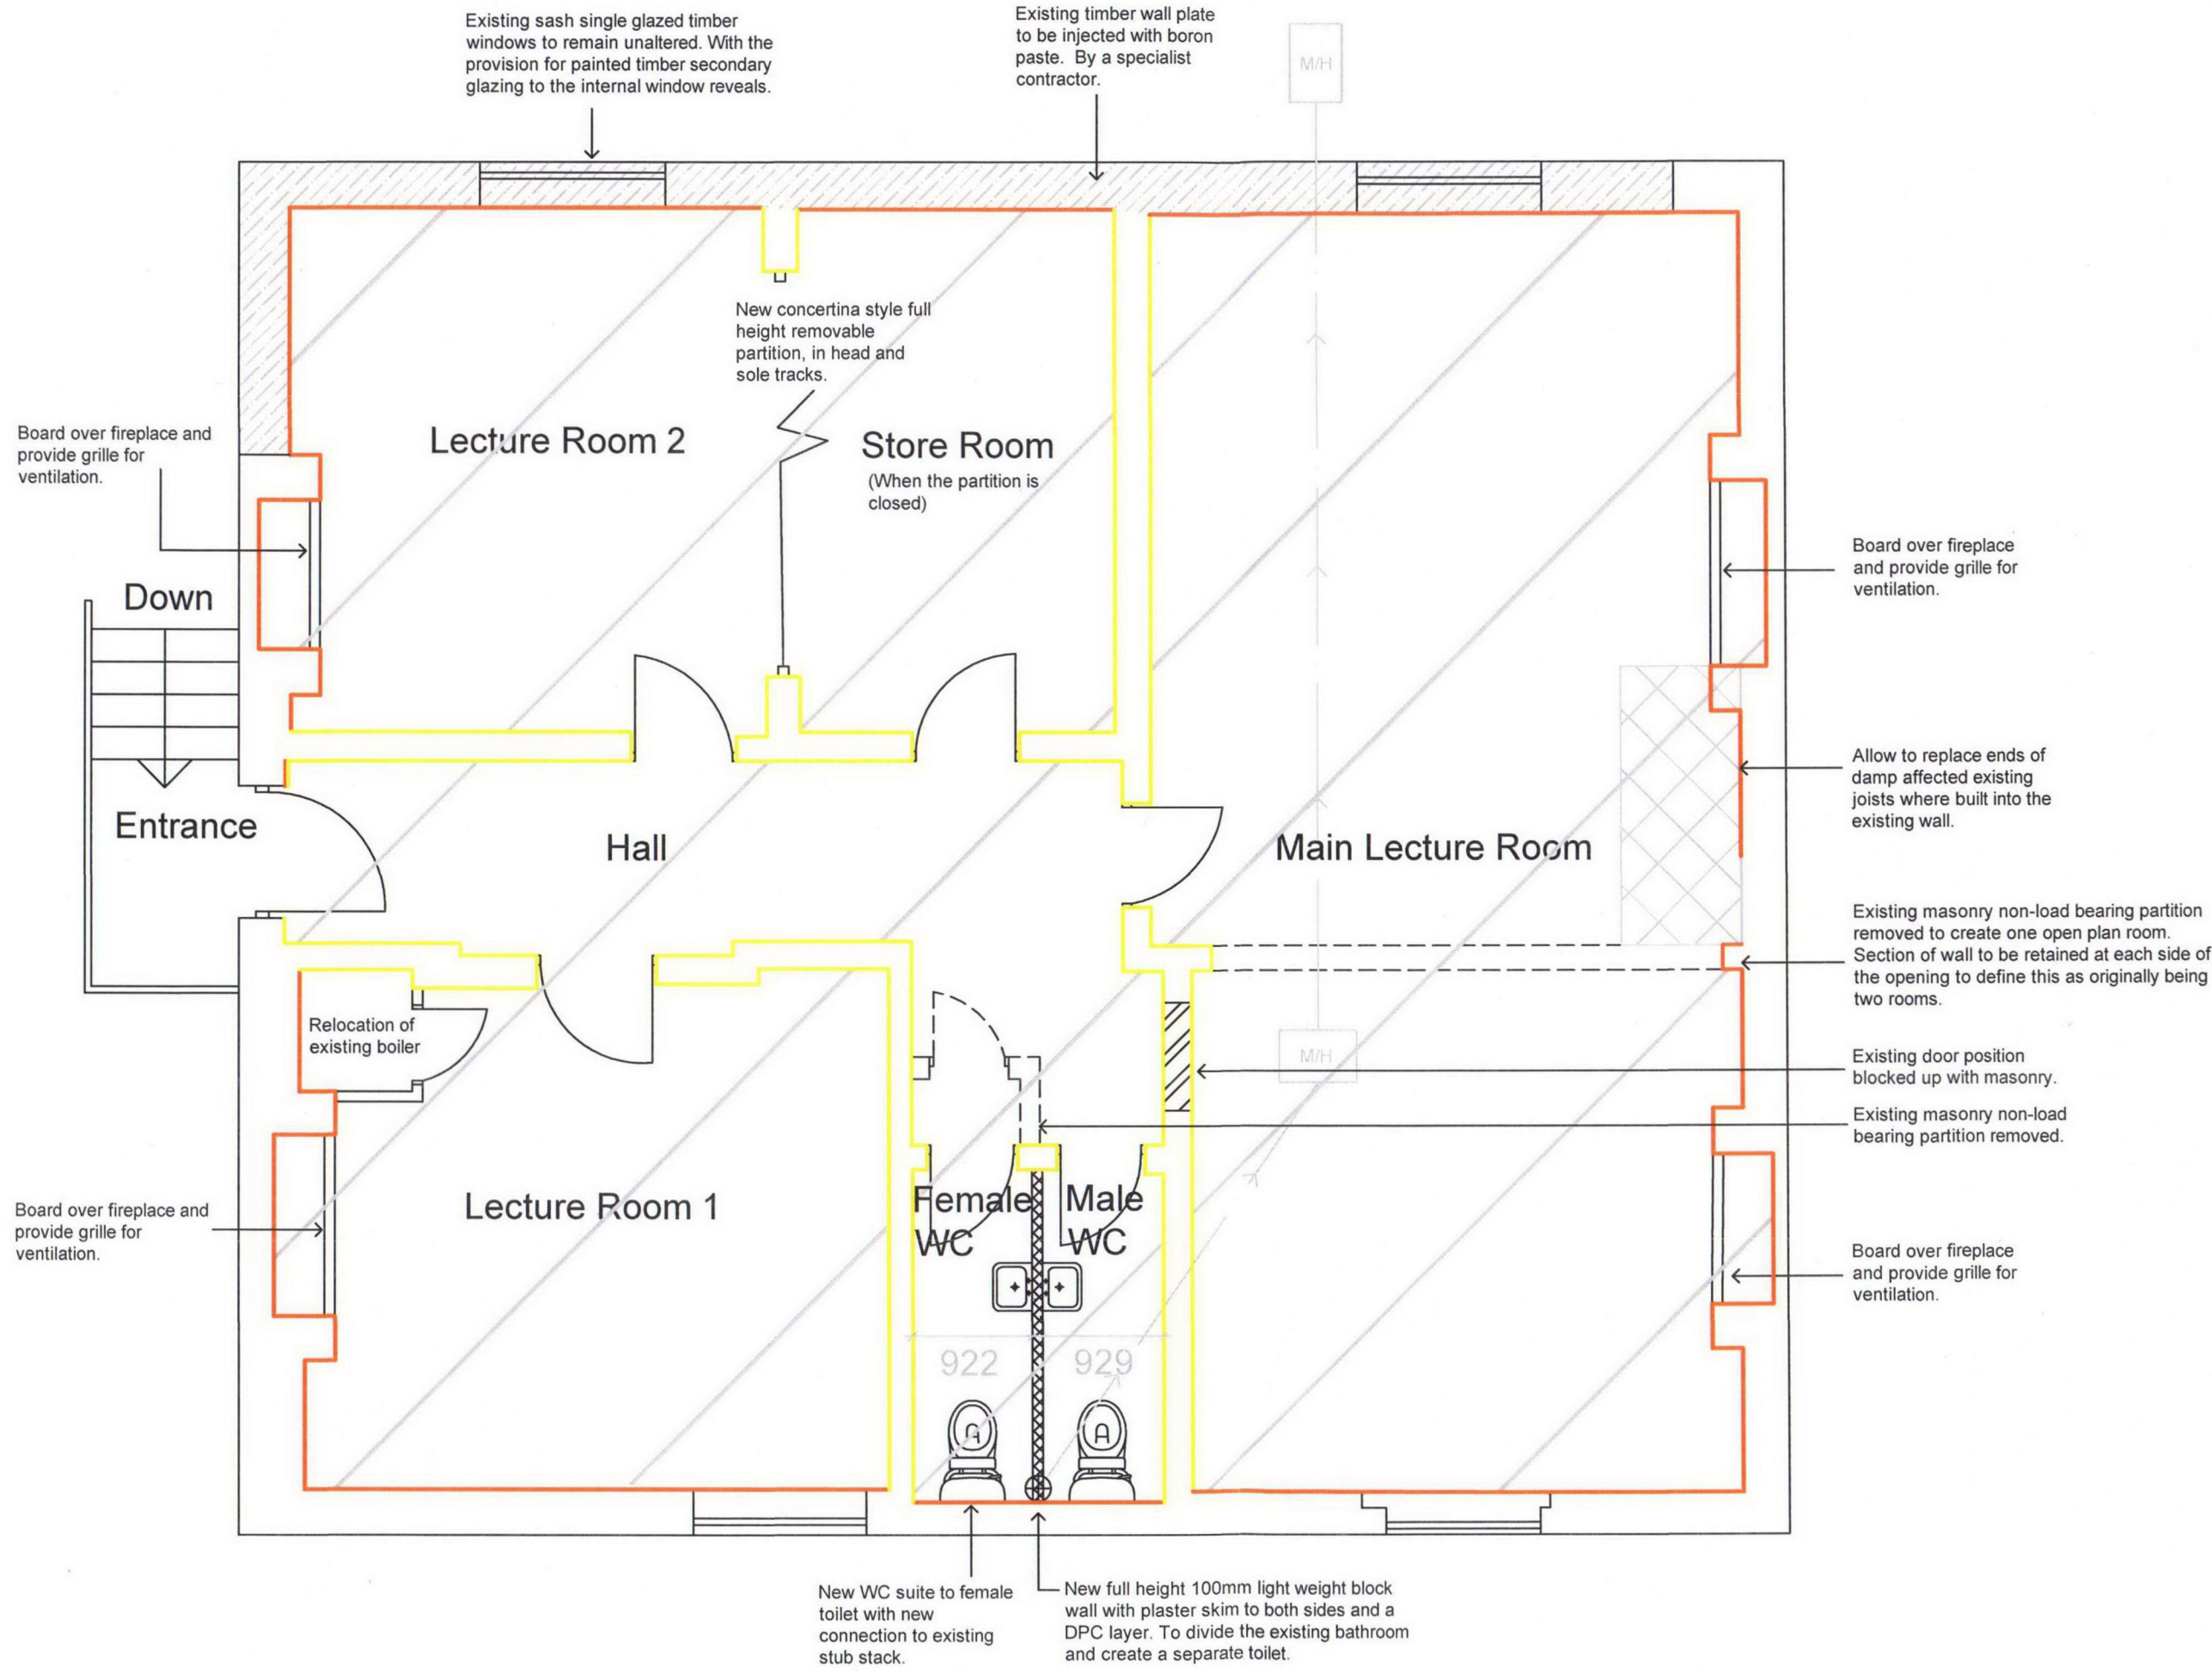 Existing sash single glazed timber
windows to remain unaltered. With the
provision for painted timber secondary
glazing to the internal window reveals.
Existing timber wall plate
to be injected with boron
paste. By a specialist
contractor.
M/H
New concertina style full
height removable
partition, in head and
sole tracks.
Board over fireplace and
provide grille for
ventilation.
Lecture Room 2
Store Room
(When the partition is
closed)
Board over fireplace
and provide grille for
ventilation.
Down
Entrance
Hall
Main Lecture Room
Allow to replace ends of
damp affected existing
joists where built into the
existing wall.
Existing masonry non-load bearing partition
removed to create one open plan room.
Section of wall to be retained at each side of
the opening to define this as originally being
two rooms.
Relocation of
existing boiler
M/H
Existing door position
blocked up with masonry.
Existing masonry non-load
bearing partition removed.
Board over fireplace and
provide grille for
ventilation.
Lecture Room 1
Female
WC
Male
WC
Board over fireplace
and provide grille for
ventilation.
922
929
New WC suite to female
toilet with new
connection to existing
stub stack.
New full height 100mm light weight block
wall with plaster skim to both sides and a
DPC layer. To divide the existing bathroom
and create a separate toilet.